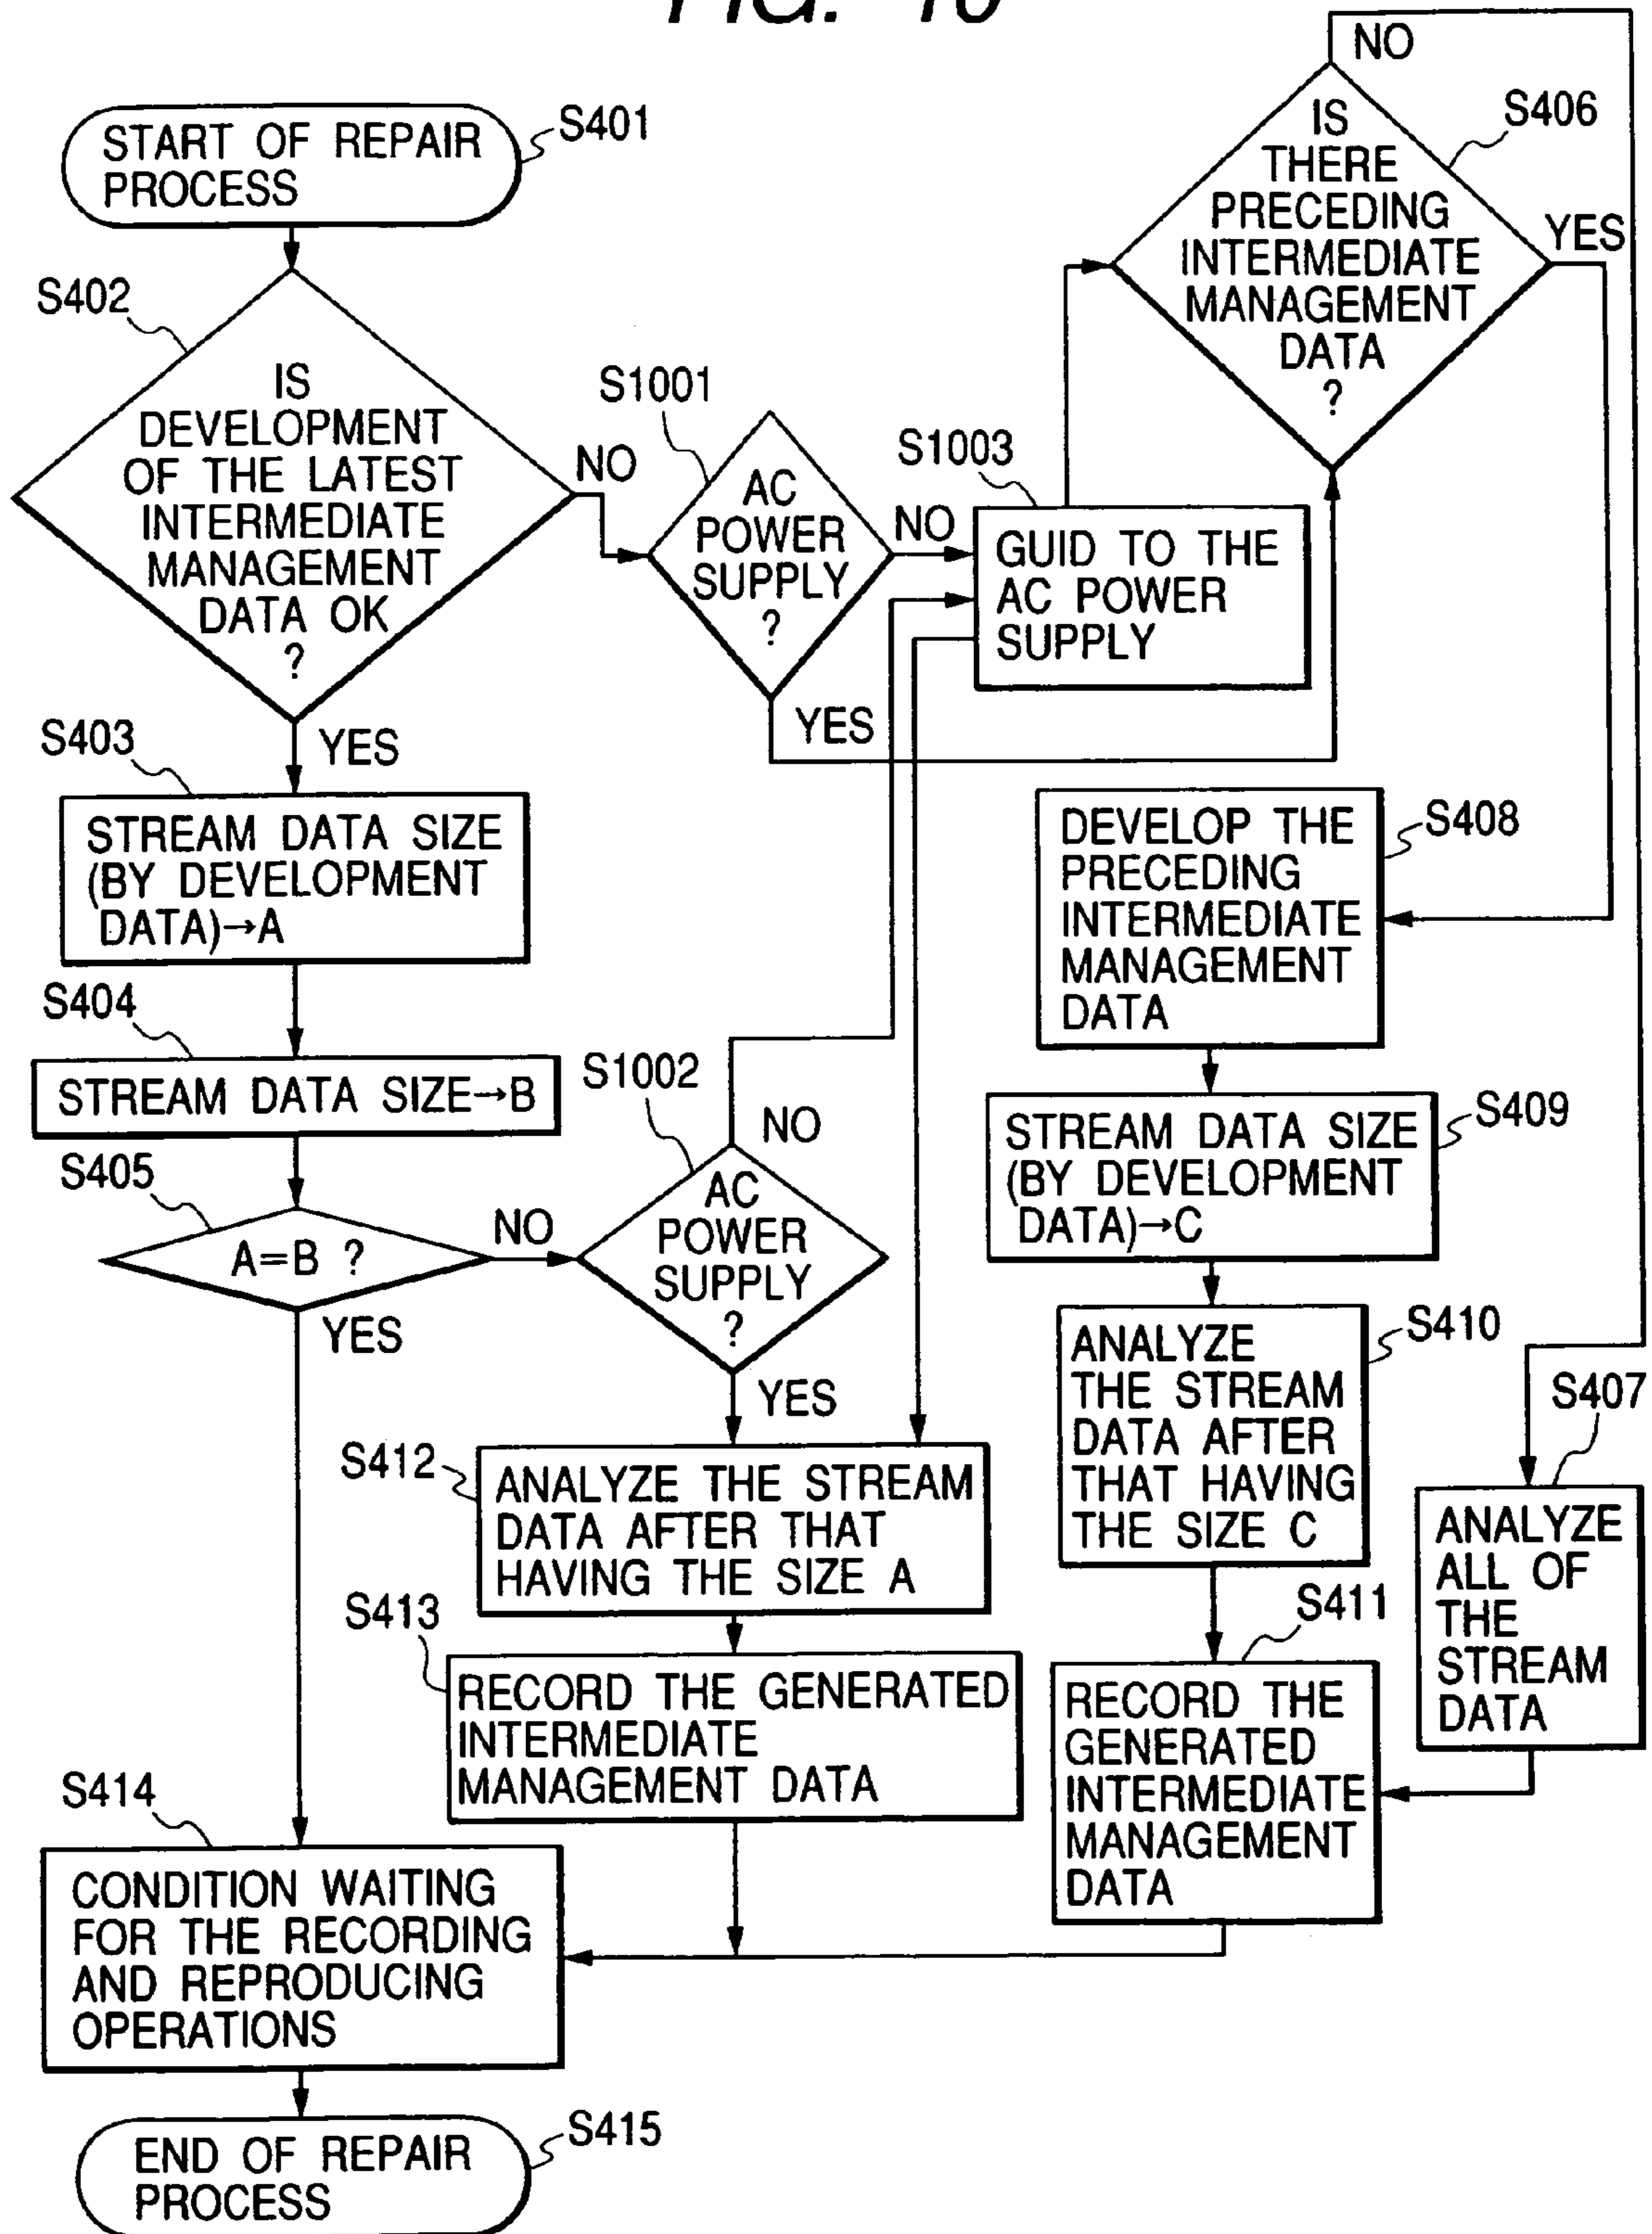 FIG. 10
START OF REPAIR
PROCESS
S401
S402
IS
DEVELOPMENT
OF THE LATEST
INTERMEDIATE
MANAGEMENT
DATA OK
?
NO
YES
S1001
AC
POWER
SUPPLY
?
NO
YES
S1003
GUID TO THE
AC POWER
SUPPLY
NO
IS
THERE
PRECEDING
INTERMEDIATE
MANAGEMENT
DATA
?
S406
YES
S403
STREAM DATA SIZE
(BY DEVELOPMENT
DATA)→A
S404
STREAM DATA SIZE→B
S405
A=B ?
NO
YES
S1002
NO
AC
POWER
SUPPLY
?
YES
S408
DEVELOP THE
PRECEDING
INTERMEDIATE
MANAGEMENT
DATA
S409
STREAM DATA SIZE
(BY DEVELOPMENT
DATA)→C
S410
ANALYZE
THE STREAM
DATA AFTER
THAT HAVING
THE SIZE C
S407
ANALYZE
ALL OF
THE
STREAM
DATA
S412
ANALYZE THE STREAM
DATA AFTER THAT
HAVING THE SIZE A
S413
RECORD THE GENERATED
INTERMEDIATE
MANAGEMENT DATA
S411
RECORD THE
GENERATED
INTERMEDIATE
MANAGEMENT
DATA
S414
CONDITION WAITING
FOR THE RECORDING
AND REPRODUCING
OPERATIONS
END OF REPAIR
PROCESS
S415